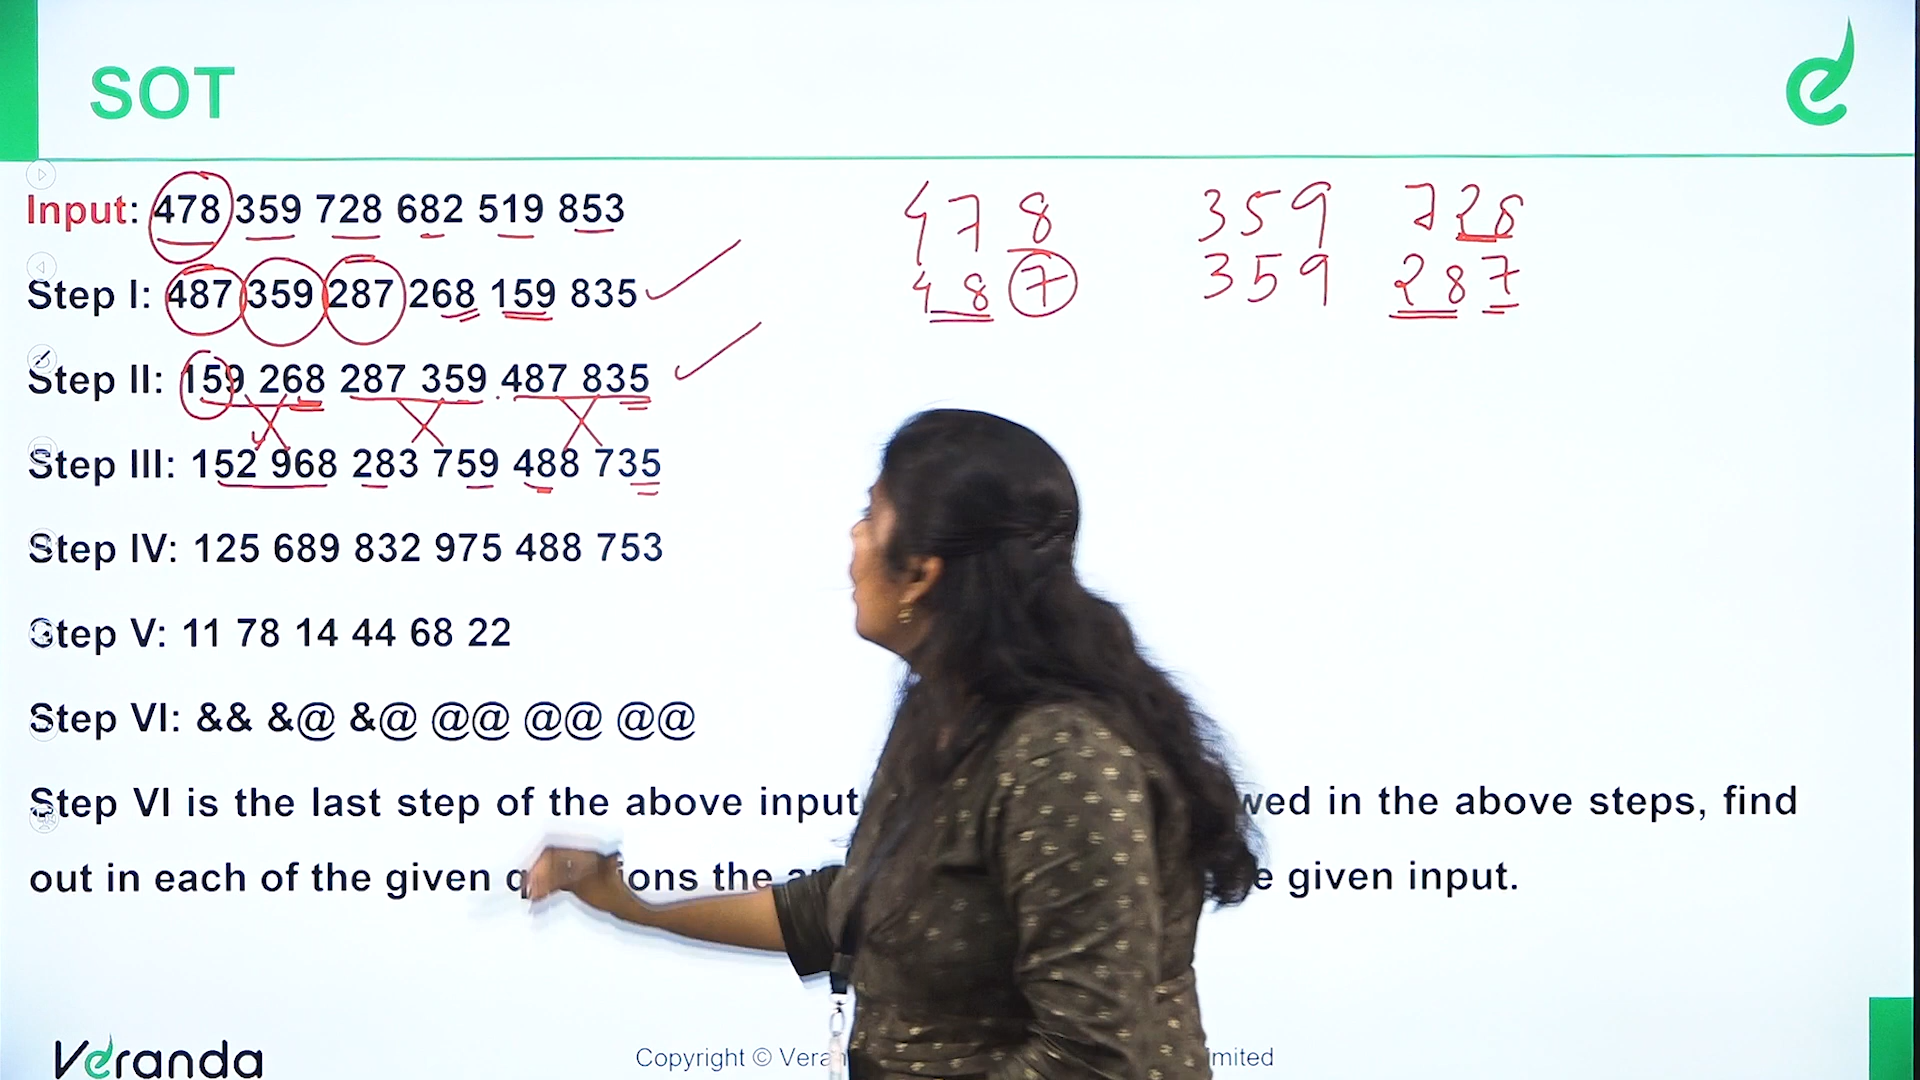 SOT
Input: 478 359 728 682 519 853
478 359 728
487 359 287
Step I: 487 359 287 268 159 835
Step II: 159 268 287 359 487 835
Step III: 152 968 283 759 488 735
Step IV: 125 689 832 975 488 753
Step V: 11 78 14 44 68 22
Step VI: && &@ &@ @@ @@ @@
Step VI is the last step of the above input in the above steps, find
out in each of the given the given input.
Veranda
Copyright ©